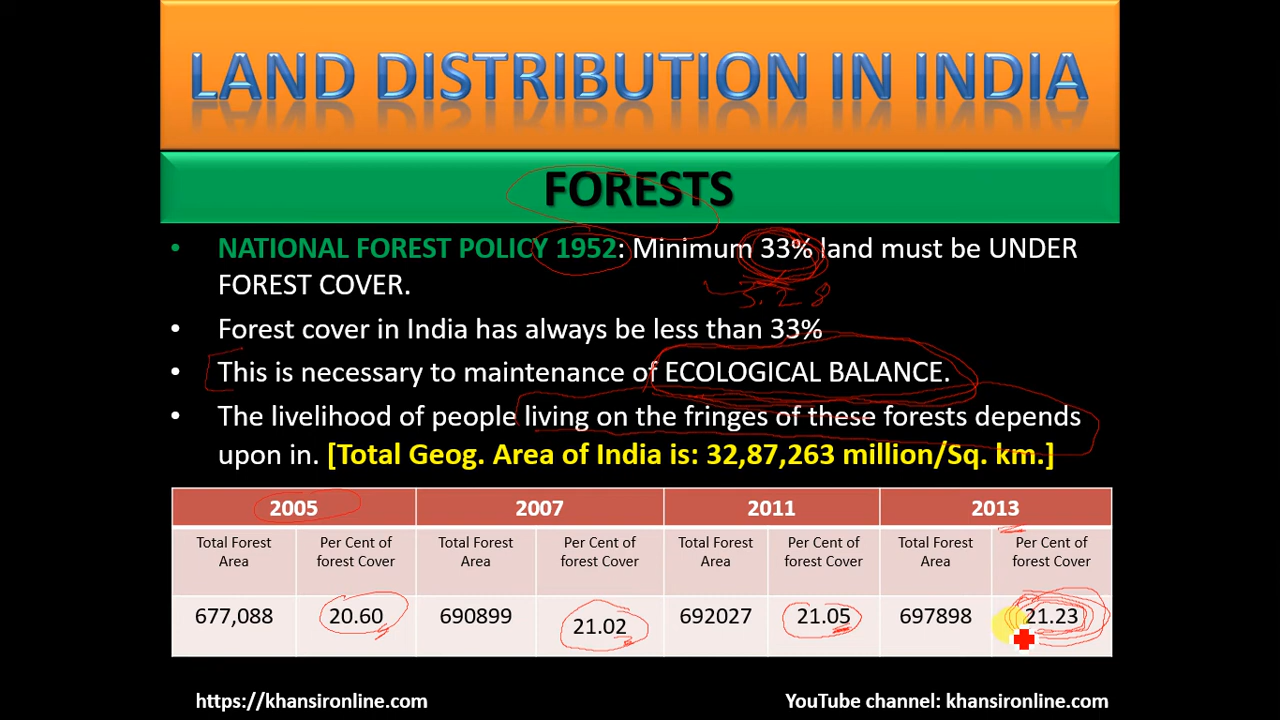 LAND DISTRIBUTION IN INDIA
FORESTS
• NATIONAL FOREST POLICY 1952: Minimum 33% land must be UNDER
FOREST COVER.
3.28
• Forest cover in India has always be less than 33%
• This is necessary to maintenance of ECOLOGICAL BALANCE.
• The livelihood of people living on the fringes of these forests depends
upon in. [Total Geog. Area of India is: 32,87,263 million/Sq. km.]
2005 2007 2011 2013
Total Forest Area Per Cent of forest Cover Total Forest Area Per Cent of forest Cover Total Forest Area Per Cent of forest Cover Total Forest Area Per Cent of forest Cover
677,088 20.60 690899 21.02 692027 21.05 697898 21.23
https://khansironline.com YouTube channel: khansironline.com